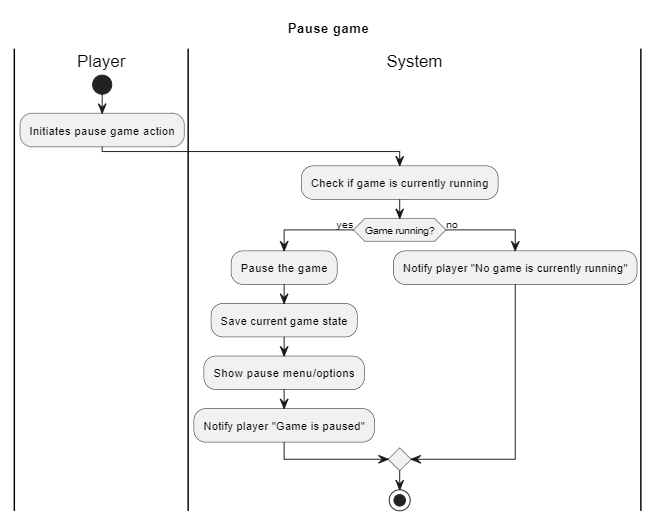 Pause game
Player
System
Initiates pause game action
Check if game is currently running
yes
Game running?
no
Pause the game
Notify player "No game is currently running"
Save current game state
Show pause menu/options
Notify player "Game is paused"